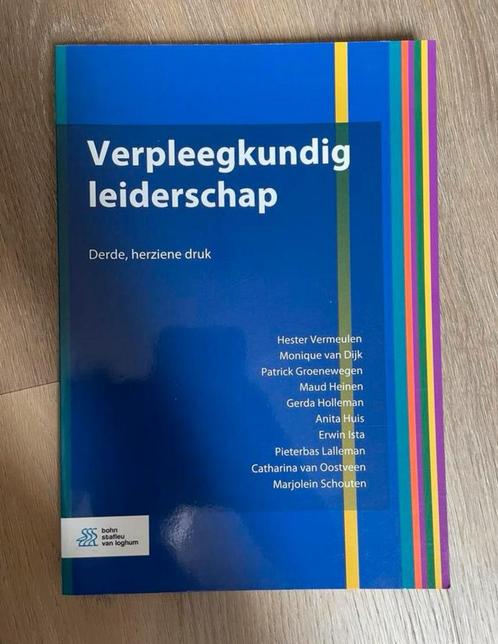 Verpleegkundig
leiderschap
Derde, herziene druk
Hester Vermeulen
Monique van Dijk
Patrick Groenewegen
Maud Heinen
Gerda Holleman
Anita Huis
Erwin Ista
Pieterbas Lalleman
Catharina van Oostveen
Marjolein Schouten
bohn
stafleu
van loghum